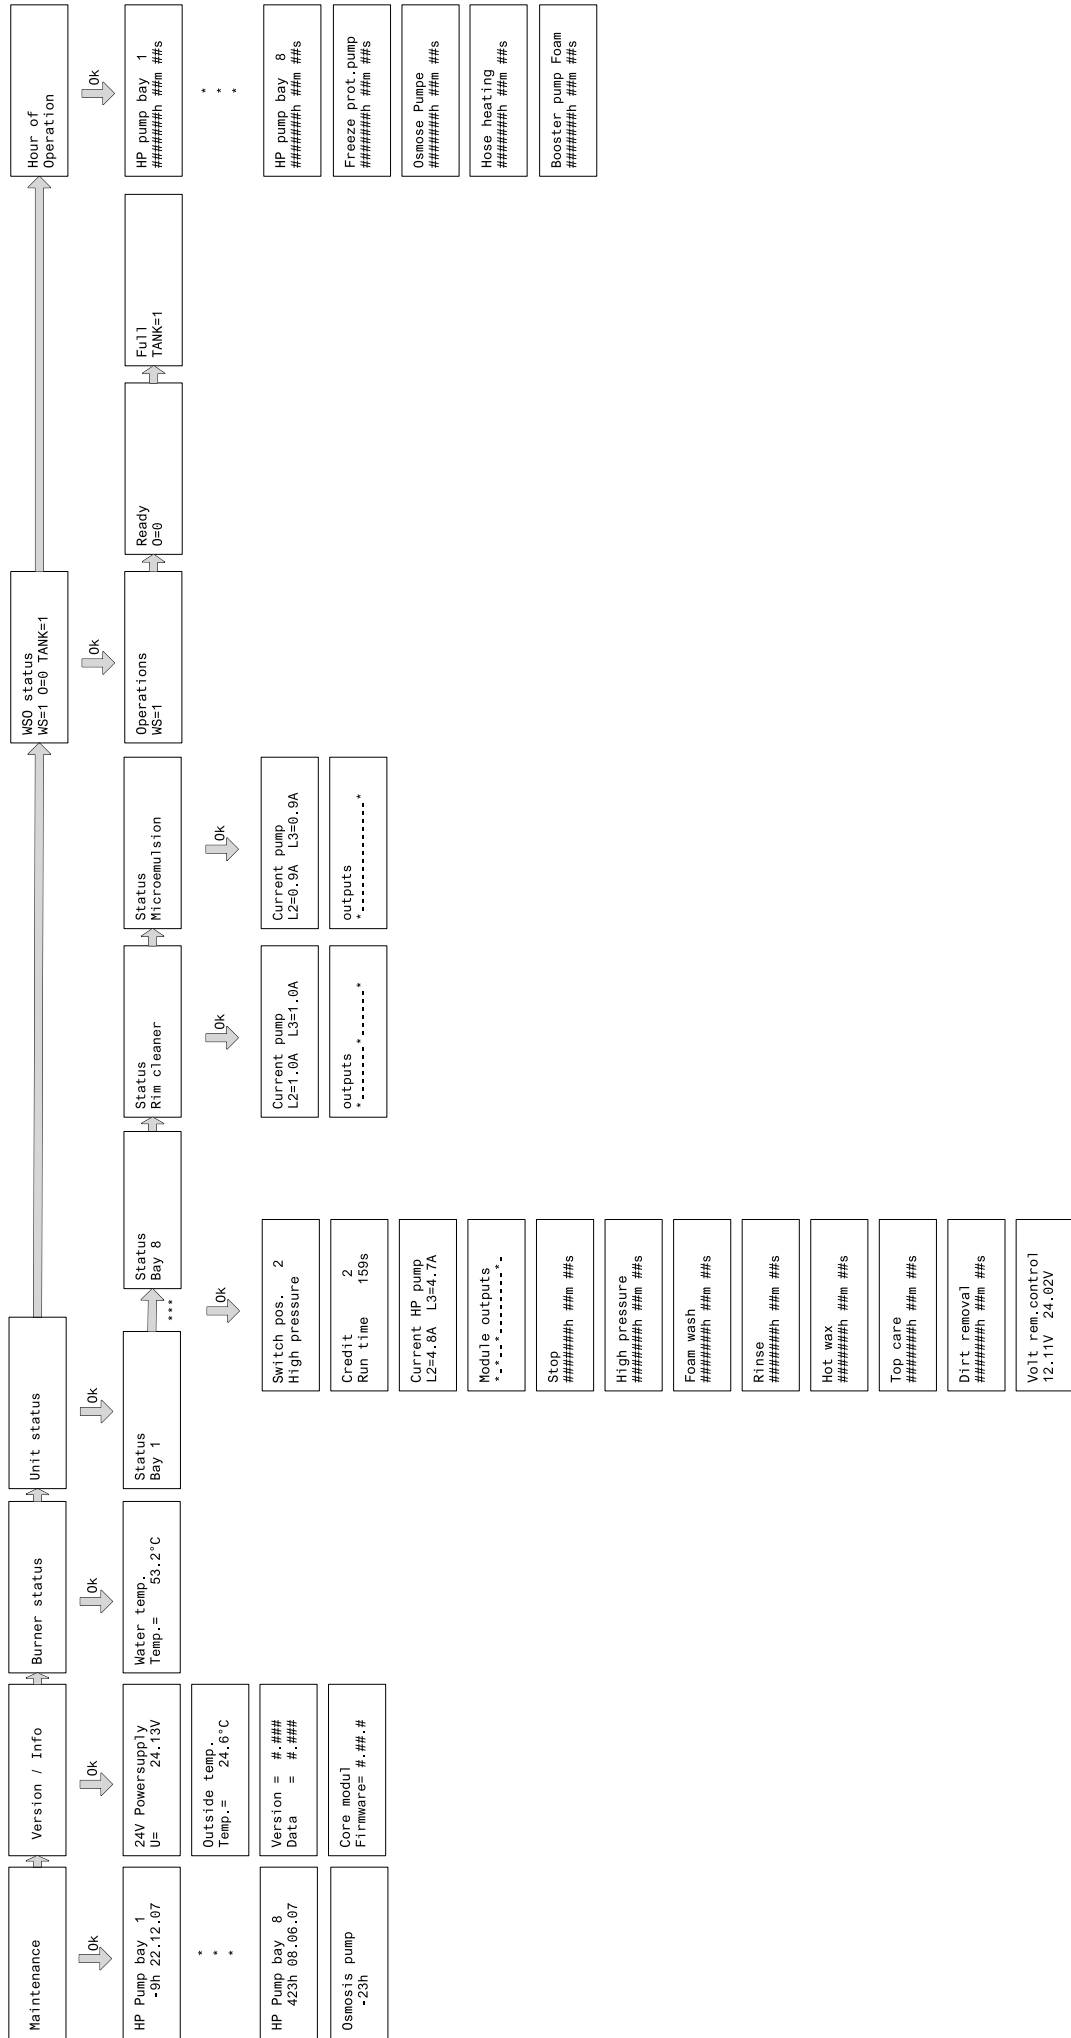 Maintenance
Ok
HP Pump bay  1
-9h 22.12.07
*
*
*
HP Pump bay  8
423h 08.06.07
Osmosis pump
-23h
Version / Info
Ok
24V Powersupply
U=      24.13V
Outside temp.
Temp.=    24.6°C
Version =  #.###
Data    =  #.###
Core modul
Firmware= #.##.#
Burner status
Ok
Water temp.
Temp.=    53.2°C
Unit status
Ok
Status
Bay 1
***
Status
Bay 8
Ok
Switch pos.   2
High pressure
Credit       2
Run time    159s
Current HP pump
L2=4.8A  L3=4.7A
Module outputs
*-*--*---------*-
Stop
#######h ##m ##s
High pressure
#######h ##m ##s
Foam wash
#######h ##m ##s
Rinse
#######h ##m ##s
Hot wax
#######h ##m ##s
Top care
#######h ##m ##s
Dirt removal
#######h ##m ##s
Volt rem.control
12.11V  24.02V
Status
Rim cleaner
Ok
Current pump
L2=1.0A  L3=1.0A
outputs
*-------*------*
Status
Microemulsion
Ok
Current pump
L2=0.9A  L3=0.9A
outputs
*--------------*
WSO status
WS=1 O=0 TANK=1
Ok
Operations
WS=1
Ready
O=0
Full
TANK=1
Hour of
Operation
Ok
HP pump bay  1
#######h ##m ##s
*
*
*
HP pump bay  8
#######h ##m ##s
Freeze prot.pump
#######h ##m ##s
Osmose Pumpe
#######h ##m ##s
Hose heating
#######h ##m ##s
Booster pump Foam
#######h ##m ##s